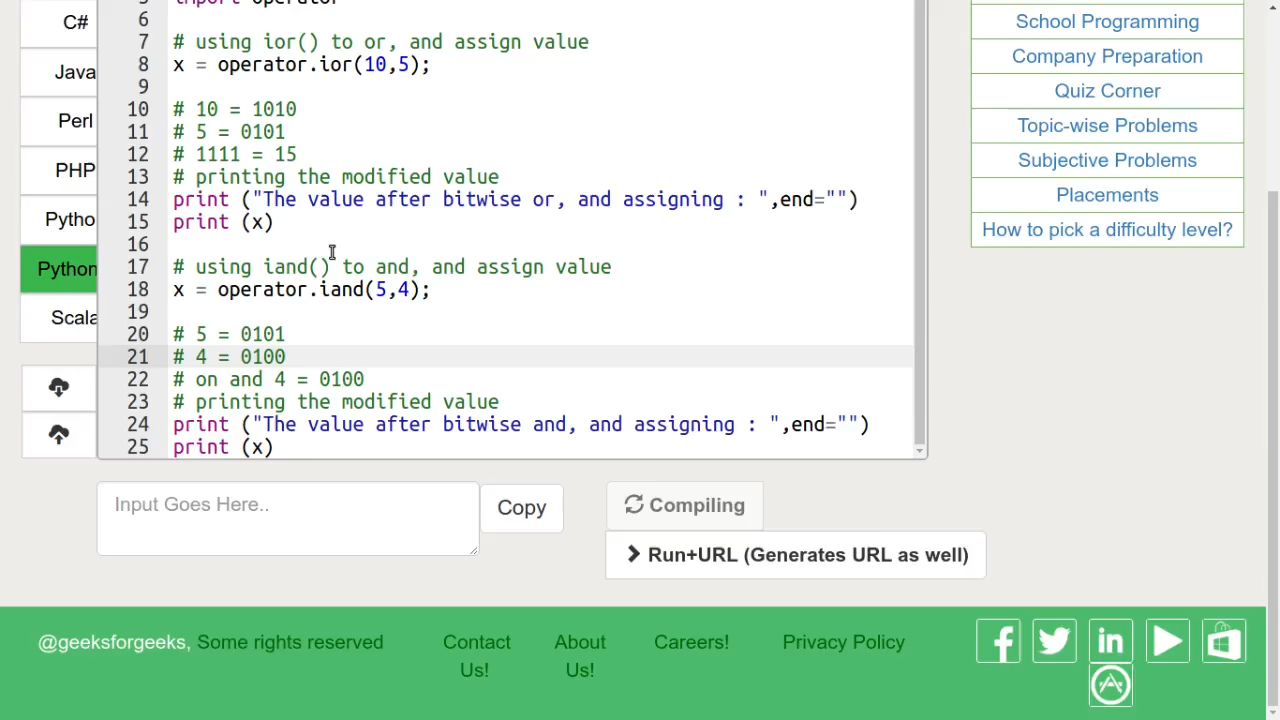 C#
Java
Perl
PHP
Pytho
Python
Scala
5 import operator
6
7 # using ior() to or, and assign value
8 x = operator.ior(10,5);
9
10 # 10 = 1010
11 # 5 = 0101
12 # 1111 = 15
13 # printing the modified value
14 print ("The value after bitwise or, and assigning : ",end="")
15 print (x)
16
17 # using iand() to and, and assign value
18 x = operator.iand(5,4);
19
20 # 5 = 0101
21 # 4 = 0100
22 # on and 4 = 0100
23 # printing the modified value
24 print ("The value after bitwise and, and assigning : ",end="")
25 print (x)
School Programming
Company Preparation
Quiz Corner
Topic-wise Problems
Subjective Problems
Placements
How to pick a difficulty level?
Input Goes Here..
Copy
Compiling
Run+URL (Generates URL as well)
@geeksforgeeks, Some rights reserved
Contact Us!
About Us!
Careers!
Privacy Policy